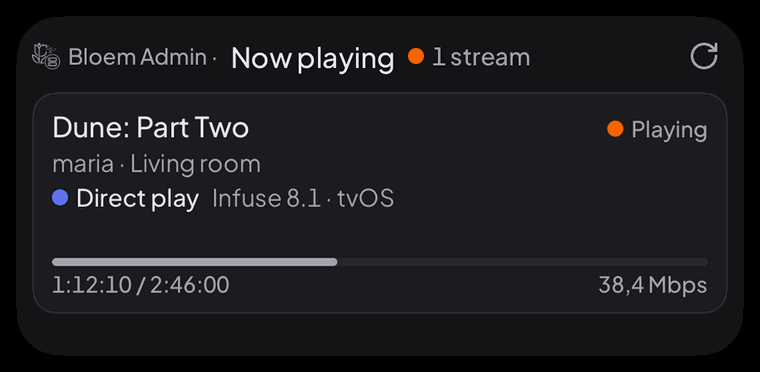 Bloem Admin · Now playing 1 stream
Dune: Part Two
Playing
maria · Living room
Direct play Infuse 8.1 · tvOS
1:12:10 / 2:46:00
38,4 Mbps